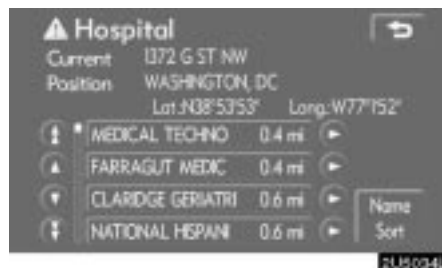 Hospital
Current 1372 G ST NW
Position WASHINGTON, DC
Lat.:N38°53'53" Long.:W77°1'52"
MEDICAL TECHNO 0.4 mi
FARRAGUT MEDIC 0.4 mi
CLARIDGE GERIATRI 0.6 mi
NATIONAL HISPANI 0.6 mi
Name
Sort
2U5034